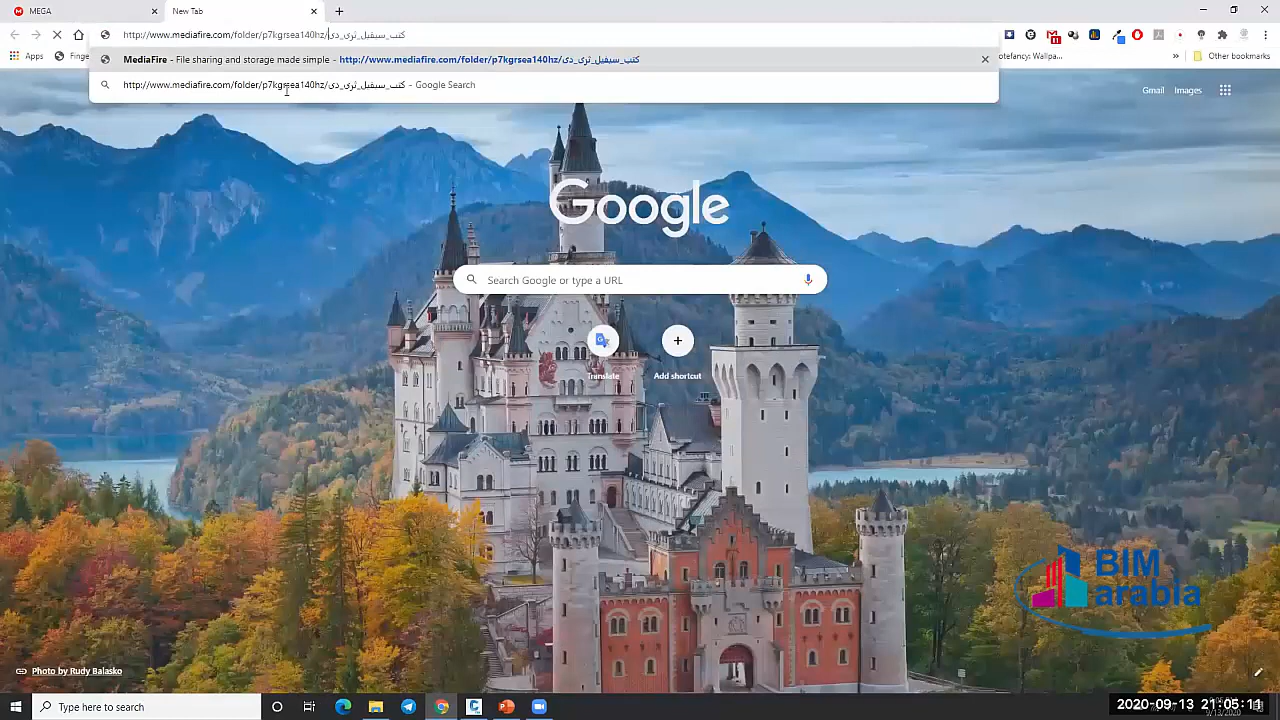 MEGA
New Tab
http://www.mediafire.com/folder/p7kgrsea140hz/كتب_سيفيل_ثرى_دى
Apps
Fing
otefancy: Wallpa...
Other bookmarks
MediaFire - File sharing and storage made simple - http://www.mediafire.com/folder/p7kgrsea140hz/كتب_سيفيل_ثرى_دى
http://www.mediafire.com/folder/p7kgrsea140hz/كتب_سيفيل_ثرى_دى - Google Search
Gmail Images
Google
Search Google or type a URL
Translate
Add shortcut
BIM
arabia
Photo by Rudy Balasko
Type here to search
2020-09-13 21:05:11